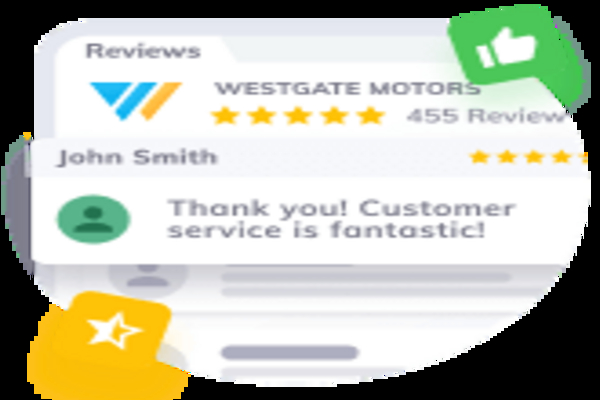 Reviews
WESTGATE MOTORS
455 Review
John Smith
Thank you! Customer
service is fantastic!